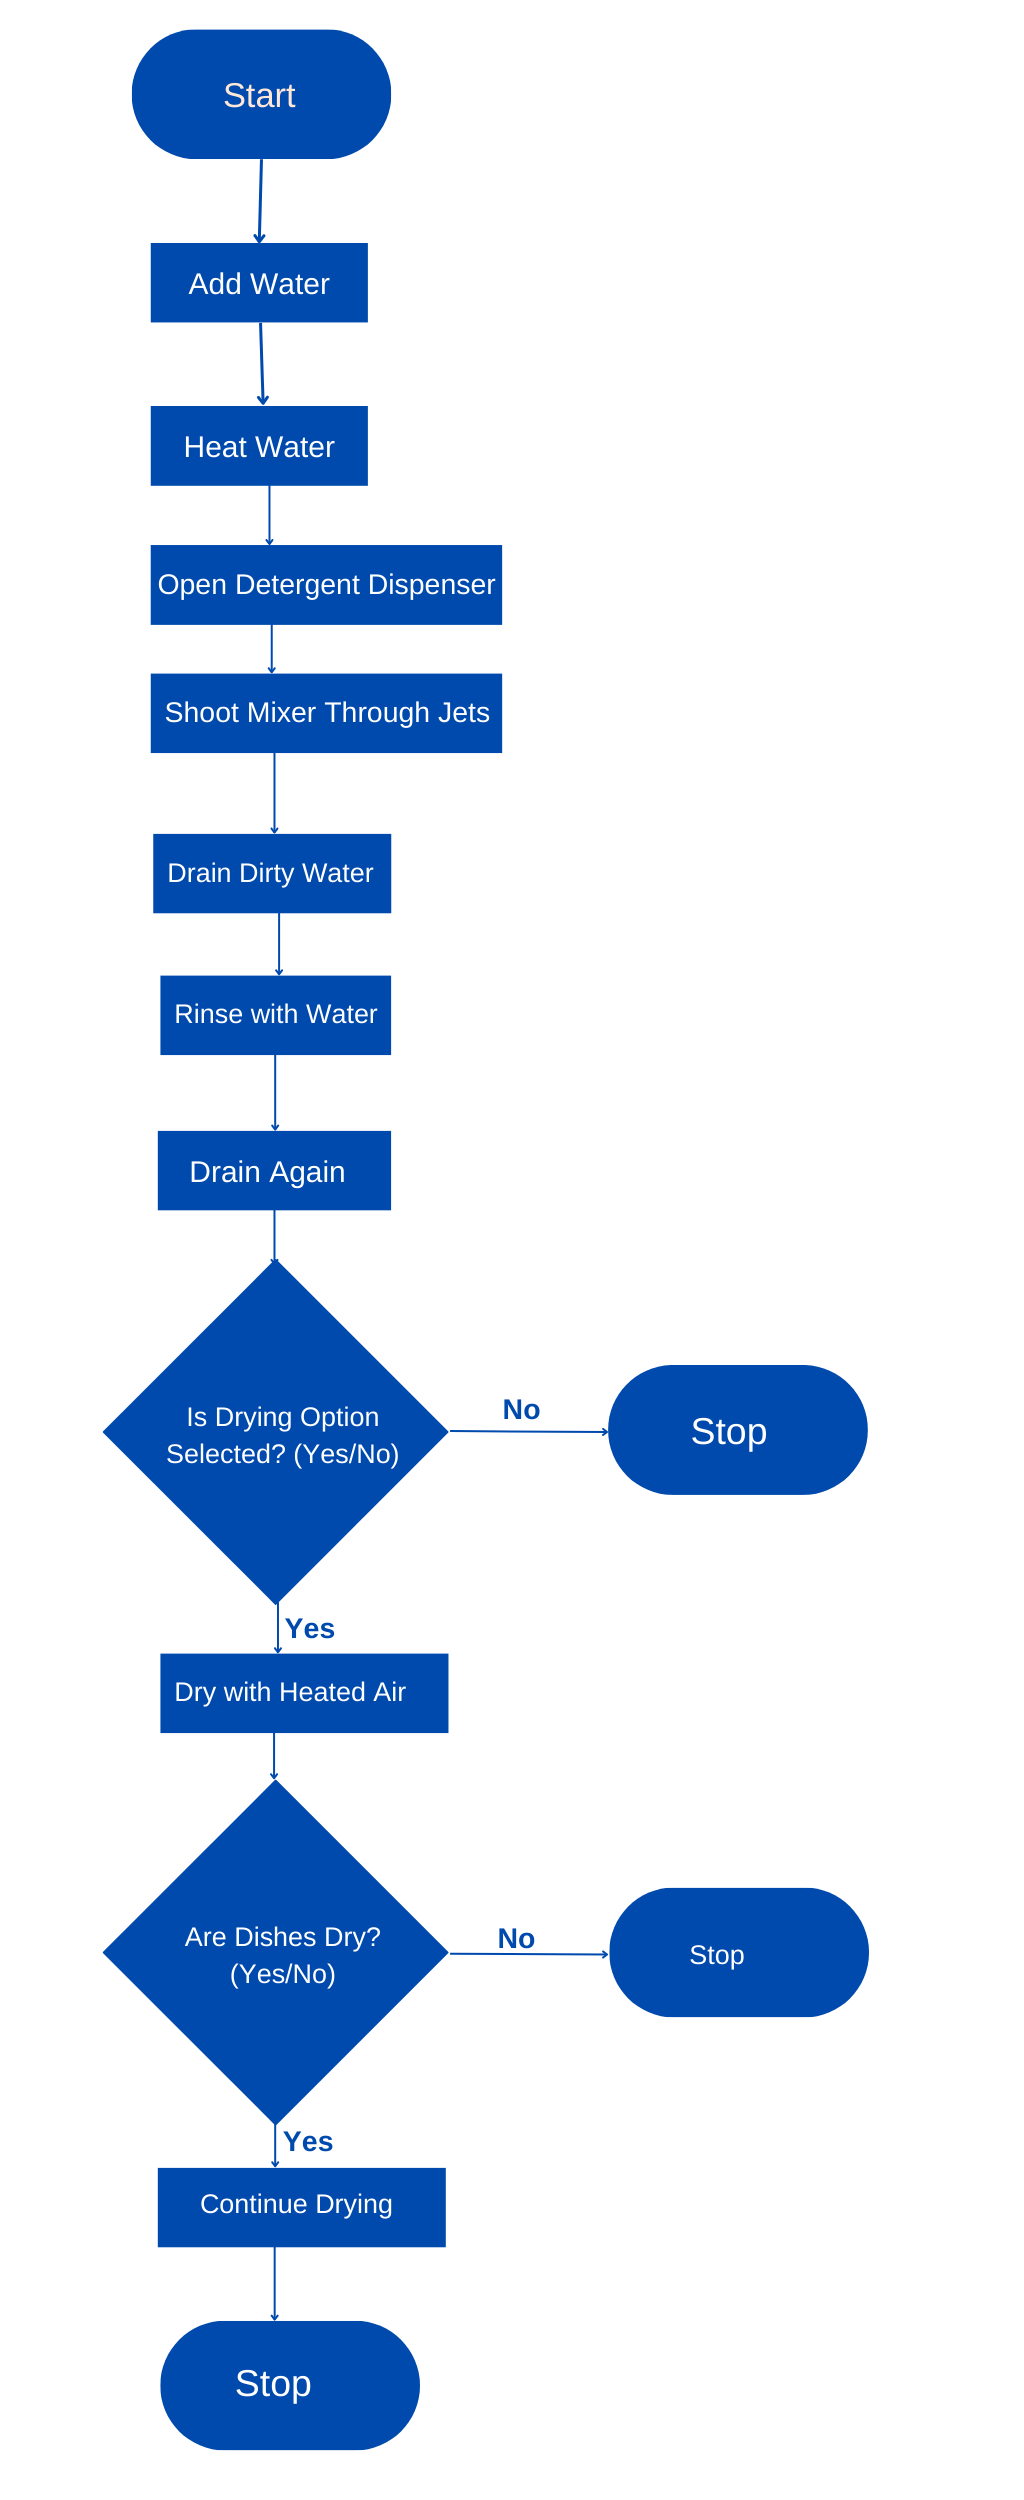 Start
Add Water
Heat Water
Open Detergent Dispenser
Shoot Mixer Through Jets
Drain Dirty Water
Rinse with Water
Drain Again
Is Drying Option
Selected? (Yes/No)
No
Stop
Yes
Dry with Heated Air
Are Dishes Dry?
(Yes/No)
No
Stop
Yes
Continue Drying
Stop